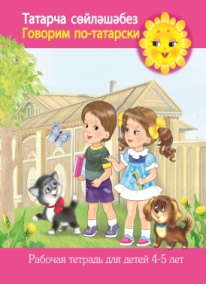 Татарча сөйләшәбез
Говорим по-татарски
Рабочая тетрадь для детей 4-5 лет